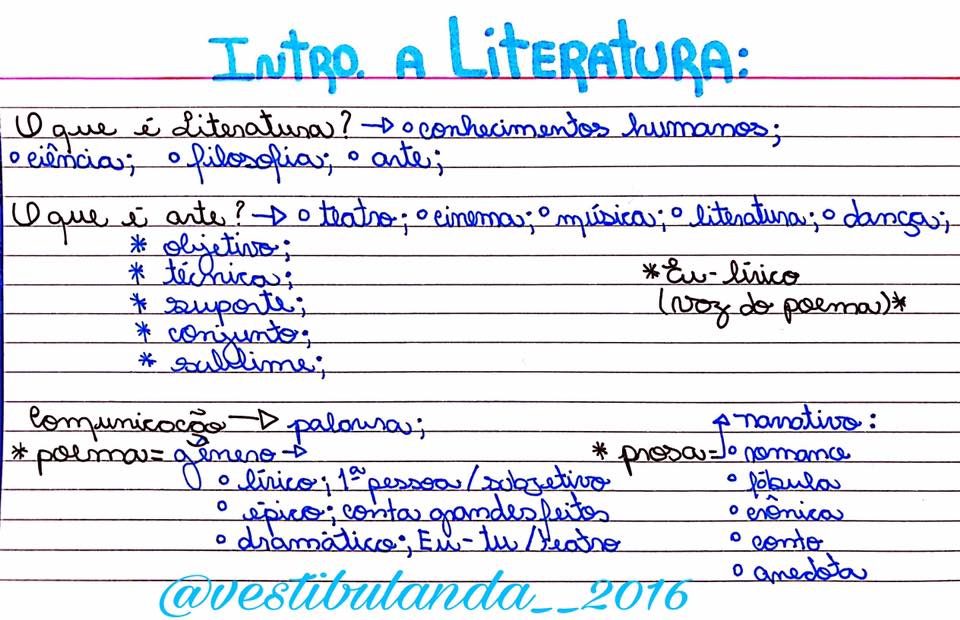 INTRO. A LITERATURA:
O que é Literatura? → o conhecimentos humanos;
o ciência; o filosofia; o arte;
O que é arte? → o teatro; o cinema; o música; o literatura; o dança;
* objetivo;
* técnica;
* suporte;
* conjunto;
* sublime;
*Eu-lírico
(voz do poema)*
Comunicação → palavra;
* poema = gênero →
o lírico; 1ª pessoa / subjetivo
o épico; conta grandes feitos
o dramático; Eu-tu / teatro
* prosa = narrativo:
o romance
o fábula
o crônica
o conto
o anedota
@vestibulanda__2016